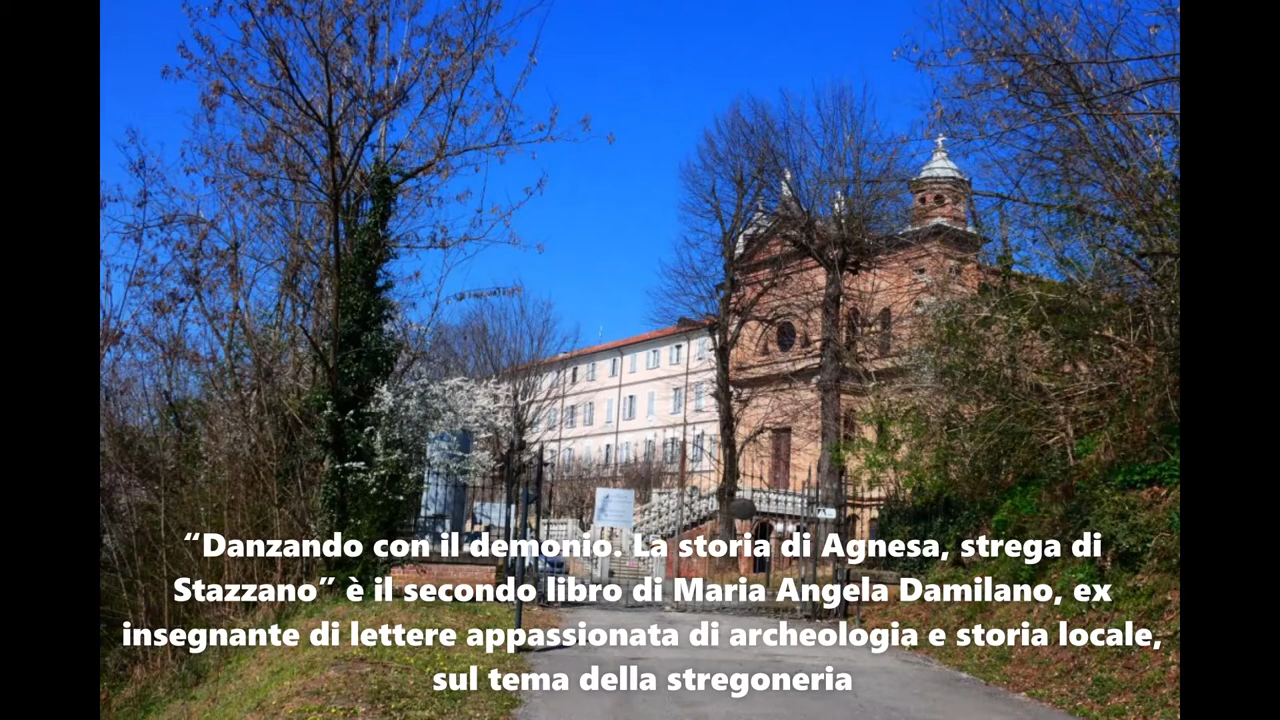 “Danzando con il demonio. La storia di Agnesa, strega di
Stazzano” è il secondo libro di Maria Angela Damilano, ex
insegnante di lettere appassionata di archeologia e storia locale,
sul tema della stregoneria